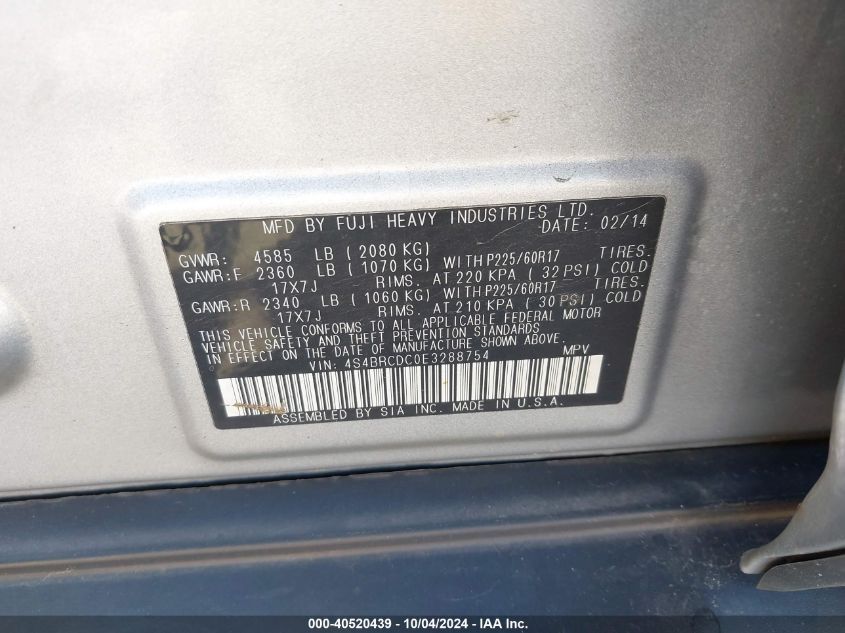 MFD BY FUJI HEAVY INDUSTRIES LTD.
DATE: 02/14
GVWR: 4585 LB (2080 KG)
GAWR:F 2360 LB (1070 KG) WITH P225/60R17 TIRES.
17X7J RIMS. AT 220 KPA (32 PSI) COLD
GAWR:R 2340 LB (1060 KG) WITH P225/60R17 TIRES.
17X7J RIMS. AT 210 KPA (30 PSI) COLD
THIS VEHICLE CONFORMS TO ALL APPLICABLE FEDERAL MOTOR
VEHICLE SAFETY AND THEFT PREVENTION STANDARDS
IN EFFECT ON THE DATE OF MANUFACTURE SHOWN ABOVE.
VIN: 4S4BRCDC0E3288754 MPV
ASSEMBLED BY SIA INC. MADE IN U.S.A.
000-40520439 - 10/04/2024 - IAA Inc.